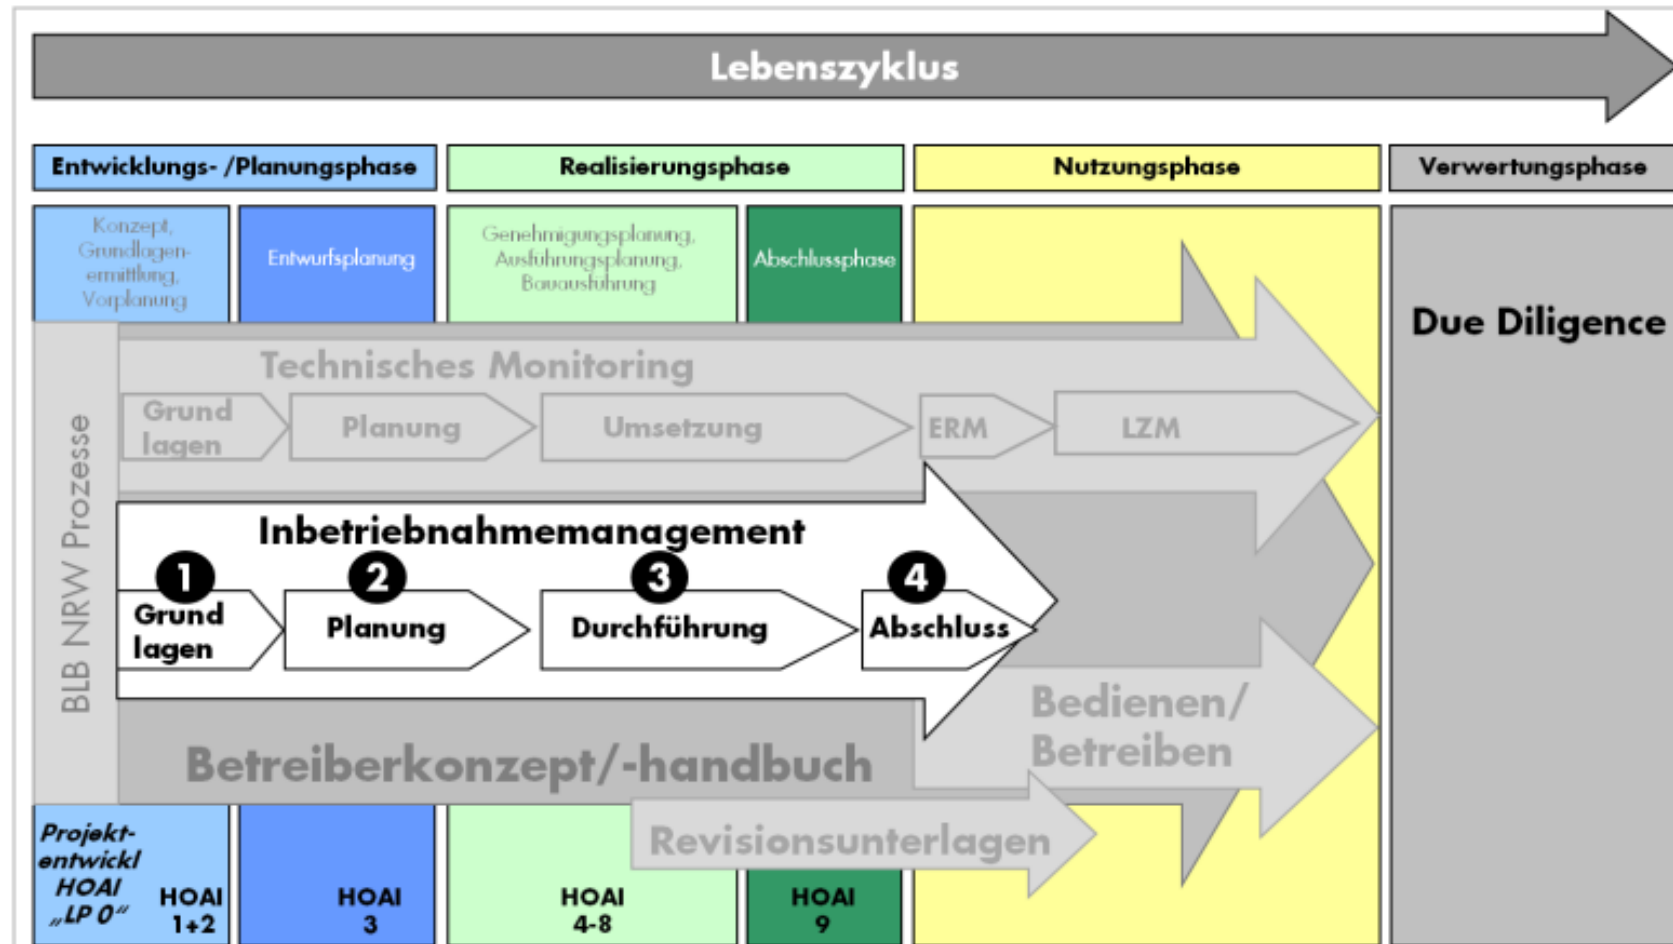 Lebenszyklus
Entwicklungs- /Planungsphase
Realisierungsphase
Nutzungsphase
Verwertungsphase
Konzept,
Grundlagen-
ermittlung,
Vorplanung
Entwurfsplanung
Genehmigungsplanung,
Ausführungsplanung,
Bauausführung
Abschlussphase
Due Diligence
BLB NRW Prozesse
Technisches Monitoring
Grund
lagen
Planung
Umsetzung
ERM
LZM
Inbetriebnahmemanagement
1
Grund
lagen
2
Planung
3
Durchführung
4
Abschluss
Bedienen/
Betreiben
Betreiberkonzept/-handbuch
Revisionsunterlagen
Projekt-
entwickl
HOAI
„LP 0“
HOAI
1+2
HOAI
3
HOAI
4-8
HOAI
9